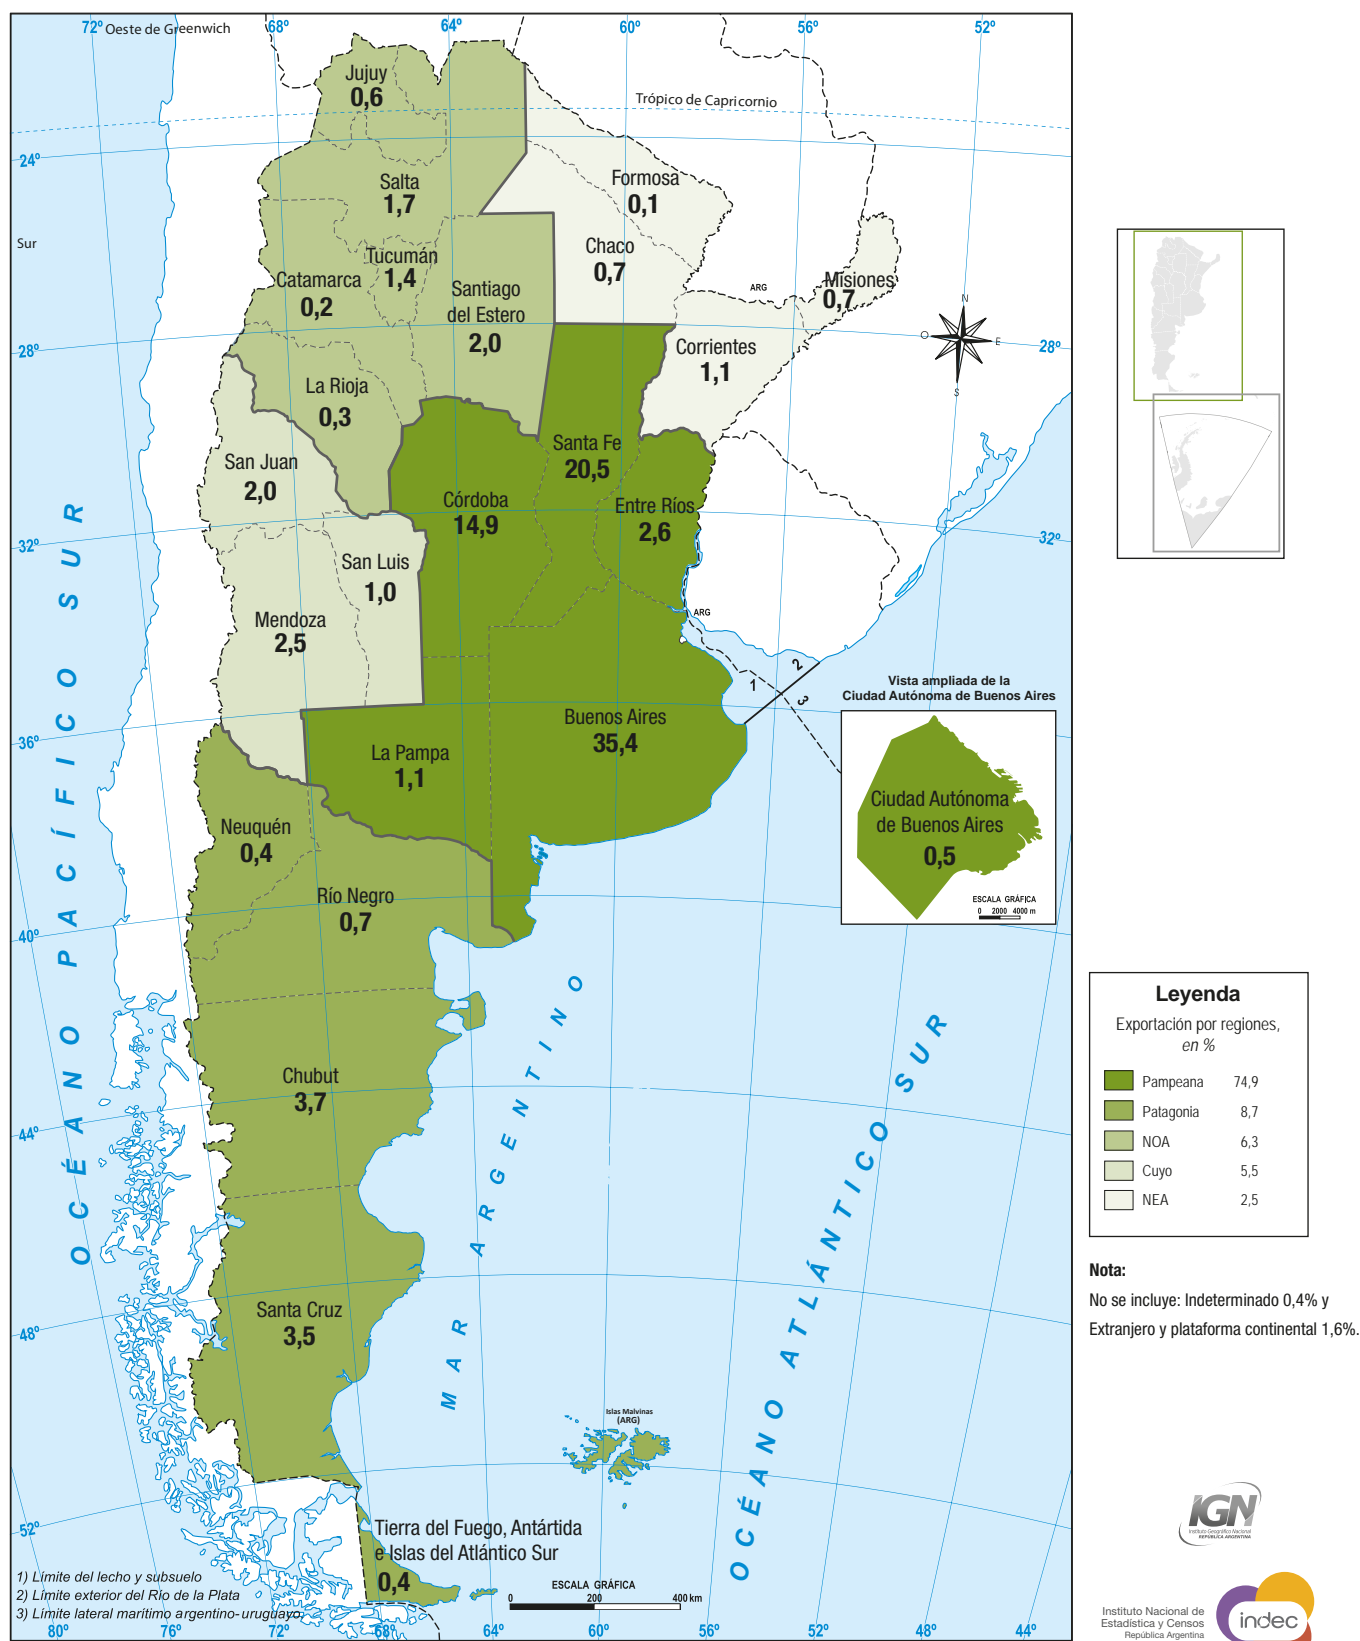 72º Oeste de Greenwich
68º
64º
60º
56º
52º
Trópico de Capricornio
Jujuy
0,6
24º
Salta
1,7
Formosa
0,1
Sur
Chaco
0,7
Tucumán
1,4
Catamarca
0,2
Santiago
del Estero
2,0
ARG
Misiones
0,7
N
O
E
S
28º
28º
Corrientes
1,1
La Rioja
0,3
San Juan
2,0
Santa Fe
20,5
Córdoba
14,9
Entre Ríos
2,6
32º
32º
San Luis
1,0
Mendoza
2,5
ARG
1
2
3
Vista ampliada de la
Ciudad Autónoma de Buenos Aires
Buenos Aires
35,4
La Pampa
1,1
36º
Ciudad Autónoma
de Buenos Aires
0,5
ESCALA GRÁFICA
0 2000 4000 m
Neuquén
0,4
Río Negro
0,7
40º
OCÉANO PACÍFICO SUR
MAR ARGENTINO
OCÉANO ATLÁNTICO SUR
Chubut
3,7
44º
Santa Cruz
3,5
48º
Islas Malvinas
(ARG)
52º
Tierra del Fuego, Antártida
e Islas del Atlántico Sur
0,4
ESCALA GRÁFICA
0 200 400 km
1) Límite del lecho y subsuelo
2) Límite exterior del Río de la Plata
3) Límite lateral marítimo argentino-uruguayo
80º
76º
72º
68º
64º
60º
56º
52º
48º
44º
Leyenda
Exportación por regiones,
en %
Pampeana 74,9
Patagonia 8,7
NOA 6,3
Cuyo 5,5
NEA 2,5
Nota:
No se incluye: Indeterminado 0,4% y
Extranjero y plataforma continental 1,6%.
IGN
Instituto Geográfico Nacional
REPÚBLICA ARGENTINA
Instituto Nacional de
Estadística y Censos
República Argentina
indec